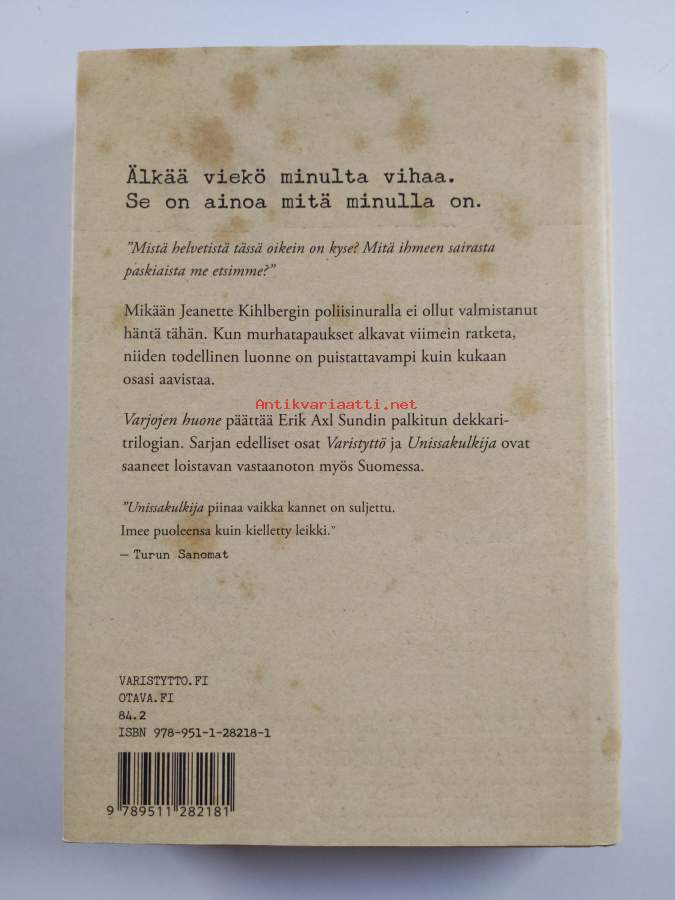 Älkää viekö minulta vihaa.
Se on ainoa mitä minulla on.
”Mistä helvetistä tässä oikein on kyse? Mitä ihmeen sairasta
paskiaista me etsimme?”
Mikään Jeanette Kihlbergin poliisinuralla ei ollut valmistanut
häntä tähän. Kun murhatapaukset alkavat viimein ratketa,
niiden todellinen luonne on puistattavampi kuin kukaan
osasi aavistaa.
Antikvariaatti.net
Varjojen huone päättää Erik Axl Sundin palkitun dekkari-
trilogian. Sarjan edelliset osat Varistyttö ja Unissakulkija ovat
saaneet loistavan vastaanoton myös Suomessa.
”Unissakulkija piinaa vaikka kannet on suljettu.
Imee puoleensa kuin kielletty leikki.”
– Turun Sanomat
VARISTYTTO.FI
OTAVA.FI
84.2
ISBN 978-951-1-28218-1
9 789511 282181